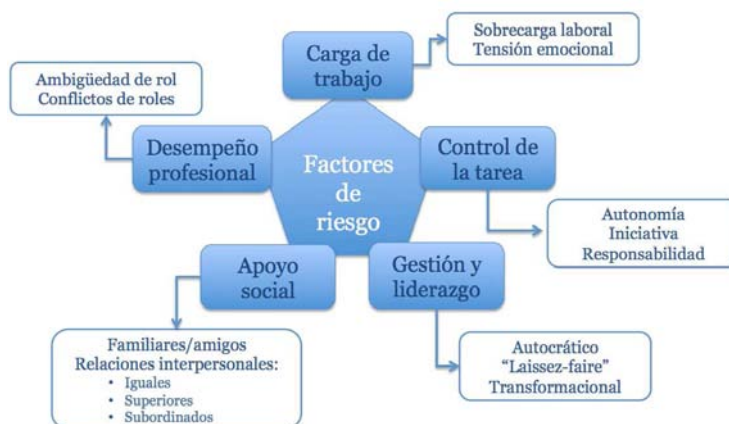 Carga de
trabajo
Sobrecarga laboral
Tensión emocional
Ambigüedad de rol
Conflictos de roles
Desempeño
profesional
Factores
de
riesgo
Control de
la tarea
Autonomía
Iniciativa
Responsabilidad
Apoyo
social
Gestión y
liderazgo
Familiares/amigos
Relaciones interpersonales:
• Iguales
• Superiores
• Subordinados
Autocrático
“Laissez-faire”
Transformacional